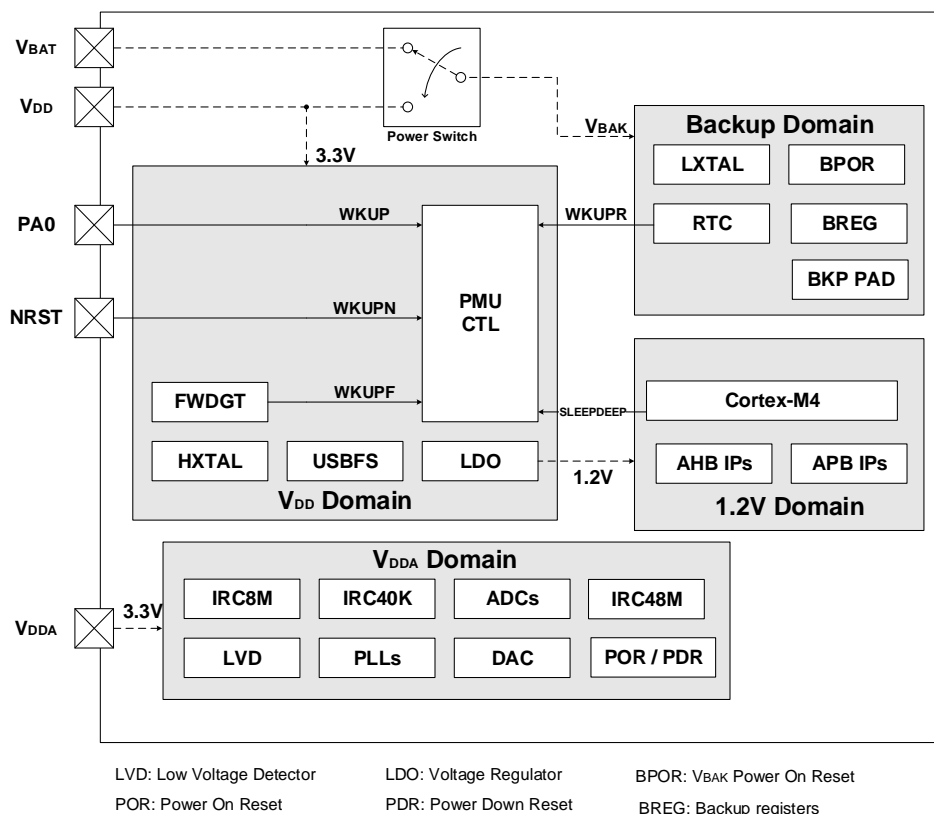 VBAT
VDD
Power Switch
3.3V
VBAK
Backup Domain
LXTAL
BPOR
RTC
BREG
BKP PAD
PA0
WKUP
WKUPR
NRST
WKUPN
PMU
CTL
FWDGT
WKUPF
SLEEPDEEP
Cortex-M4
HXTAL
USBFS
LDO
1.2V
AHB IPs
APB IPs
VDD Domain
1.2V Domain
VDDA Domain
VDDA
3.3V
IRC8M
IRC40K
ADCs
IRC48M
LVD
PLLs
DAC
POR / PDR
LVD: Low Voltage Detector
LDO: Voltage Regulator
BPOR: VBAK Power On Reset
POR: Power On Reset
PDR: Power Down Reset
BREG: Backup registers